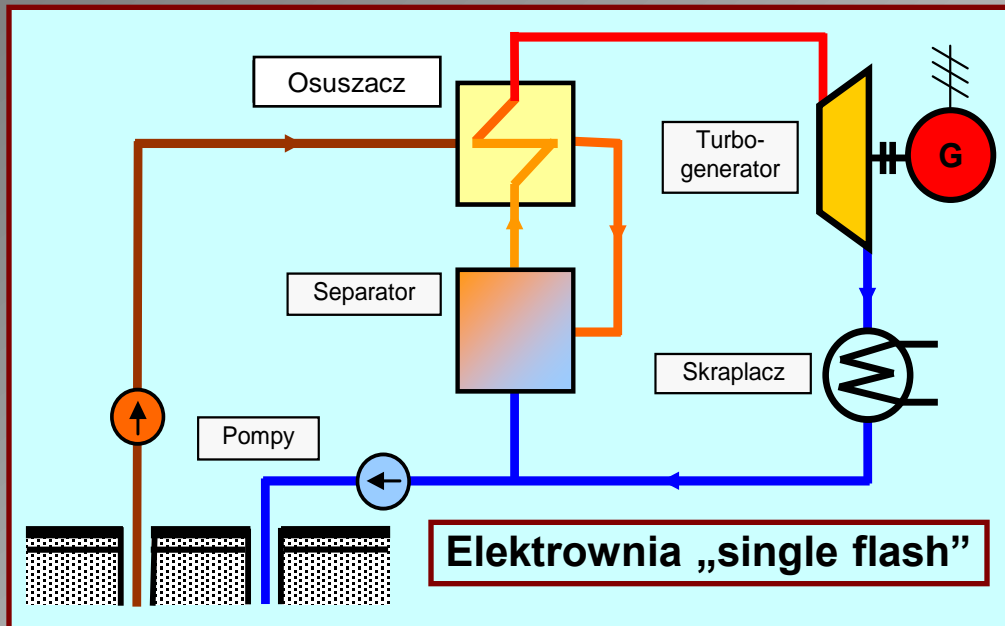 Osuszacz
Turbo-
generator
G
Separator
Skraplacz
Pompy
Elektrownia „single flash”